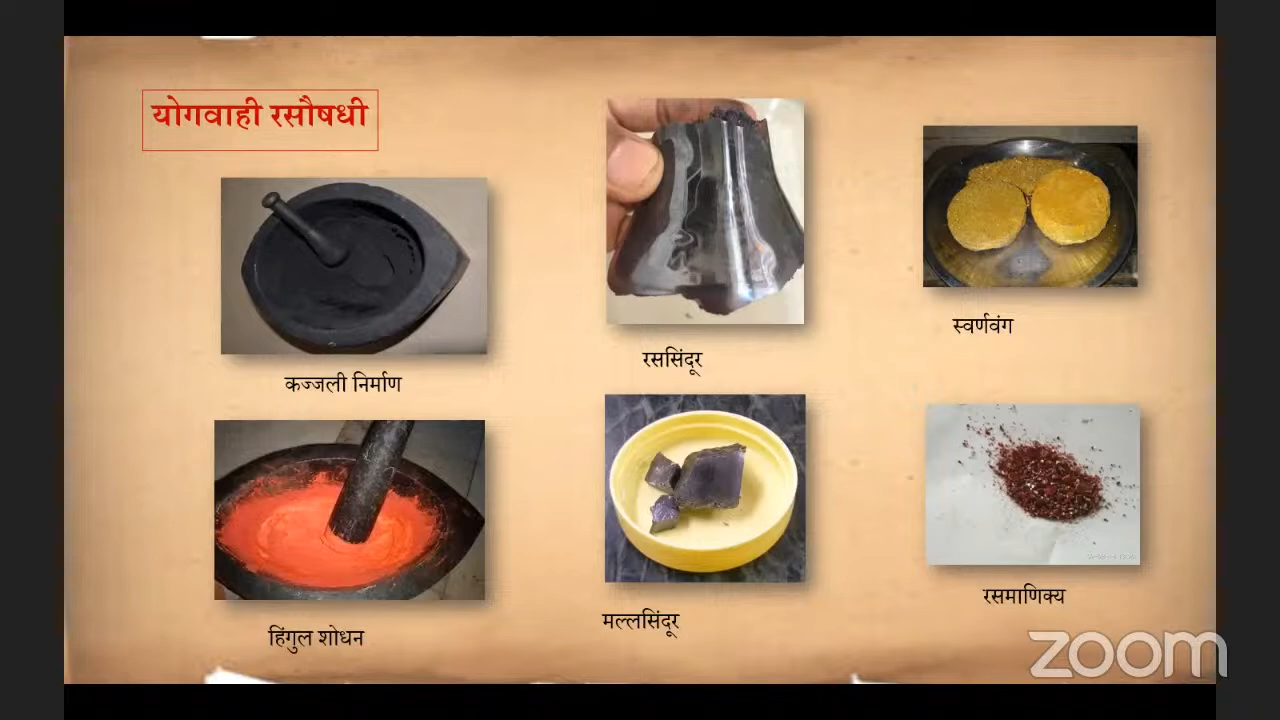 योगवाही रसौषधी
कज्जली निर्माण
रससिंदूर
स्वर्णवंग
हिंगुल शोधन
मल्लसिंदूर
रसमाणिक्य
zoom